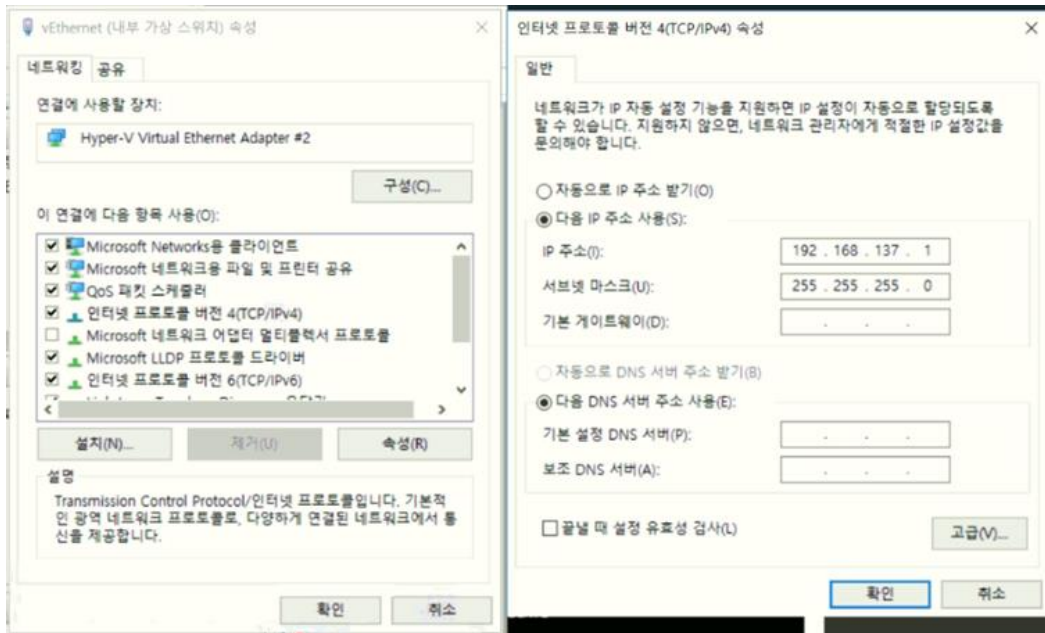 vEthernet (내부 가상 스위치) 속성
네트워킹 공유
연결에 사용할 장치:
Hyper-V Virtual Ethernet Adapter #2
구성(C)...
이 연결에 다음 항목 사용(O):
Microsoft Networks용 클라이언트
Microsoft 네트워크용 파일 및 프린터 공유
QoS 패킷 스케줄러
인터넷 프로토콜 버전 4(TCP/IPv4)
Microsoft 네트워크 어댑터 멀티플렉서 프로토콜
Microsoft LLDP 프로토콜 드라이버
인터넷 프로토콜 버전 6(TCP/IPv6)
설치(N)... 제거(U) 속성(R)
설명
Transmission Control Protocol/인터넷 프로토콜입니다. 기본적
인 광역 네트워크 프로토콜로, 다양하게 연결된 네트워크에서 통
신을 제공합니다.
확인 취소
인터넷 프로토콜 버전 4(TCP/IPv4) 속성
일반
네트워크가 IP 자동 설정 기능을 지원하면 IP 설정이 자동으로 할당되도록
할 수 있습니다. 지원하지 않으면, 네트워크 관리자에게 적절한 IP 설정값을
문의해야 합니다.
자동으로 IP 주소 받기(O)
다음 IP 주소 사용(S):
IP 주소(I): 192 . 168 . 137 . 1
서브넷 마스크(U): 255 . 255 . 255 . 0
기본 게이트웨이(D): . . .
자동으로 DNS 서버 주소 받기(B)
다음 DNS 서버 주소 사용(E):
기본 설정 DNS 서버(P): . . .
보조 DNS 서버(A): . . .
끝낼 때 설정 유효성 검사(L)
고급(V)...
확인 취소